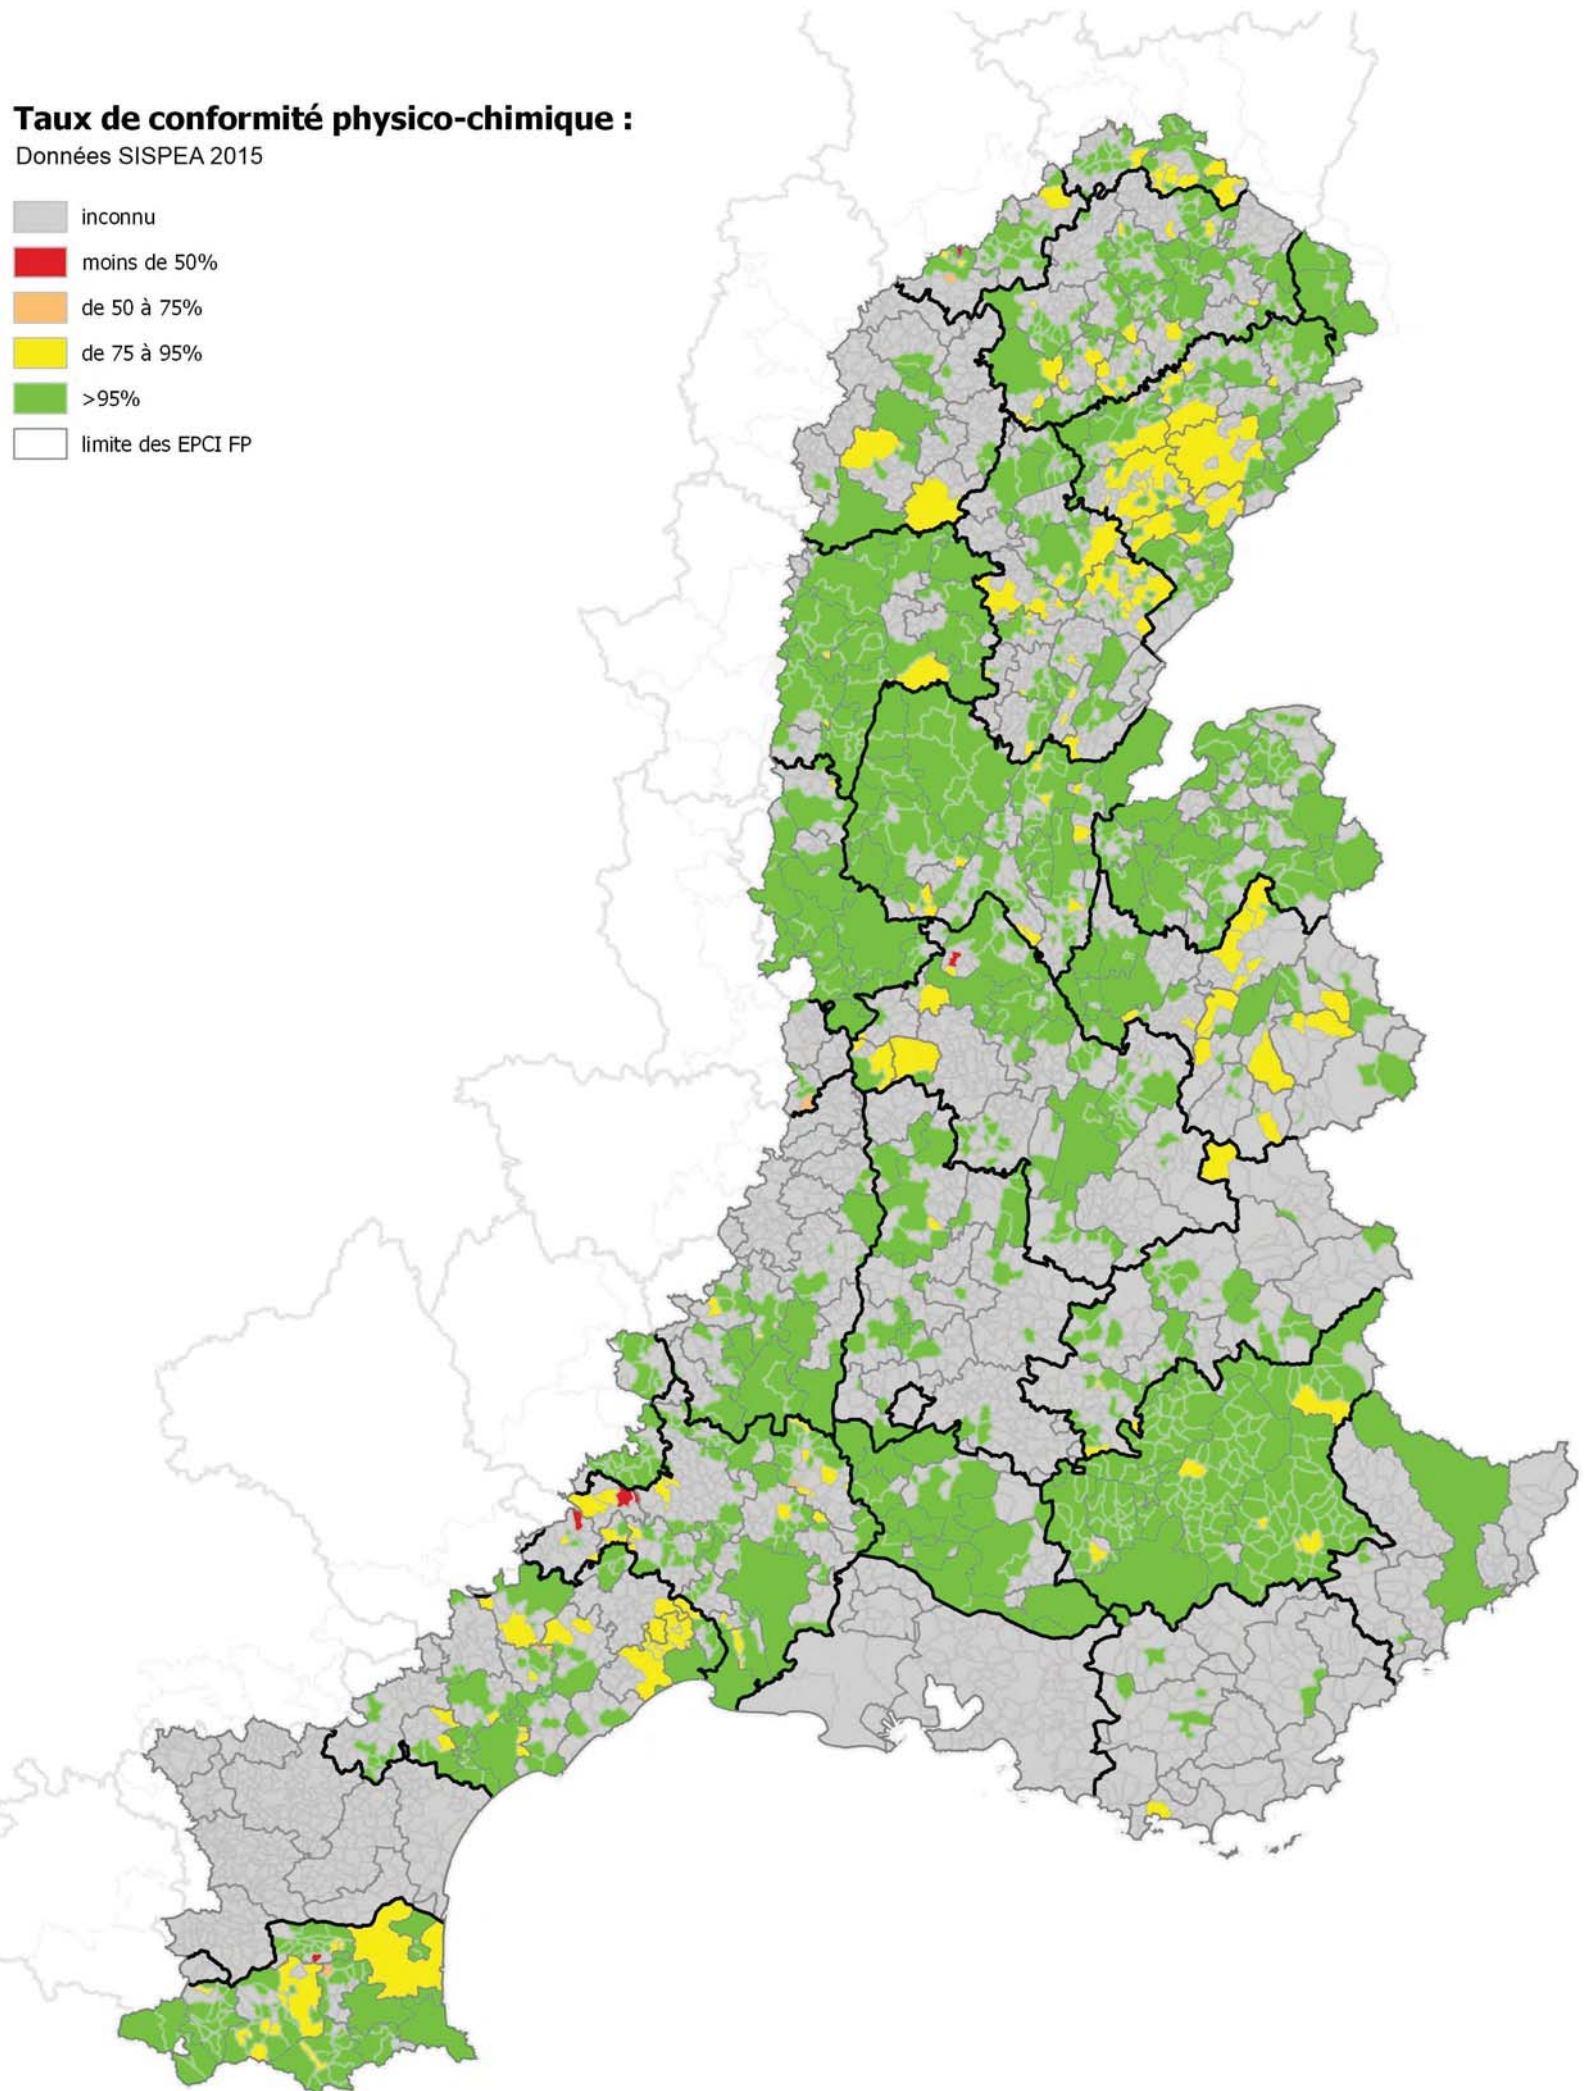 Taux de conformité physico-chimique :
Données SISPEA 2015
inconnu
moins de 50%
de 50 à 75%
de 75 à 95%
>95%
limite des EPCI FP